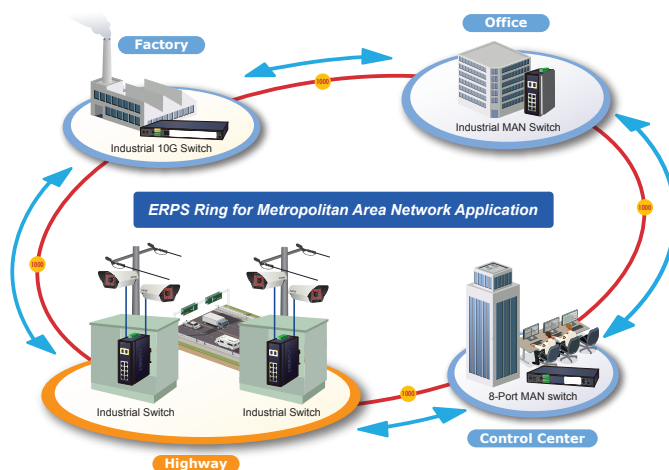 Factory
Office
1000
Industrial 10G Switch
Industrial MAN Switch
ERPS Ring for Metropolitan Area Network Application
1000
1000
Industrial Switch
Industrial Switch
1000
8-Port MAN switch
Control Center
Highway